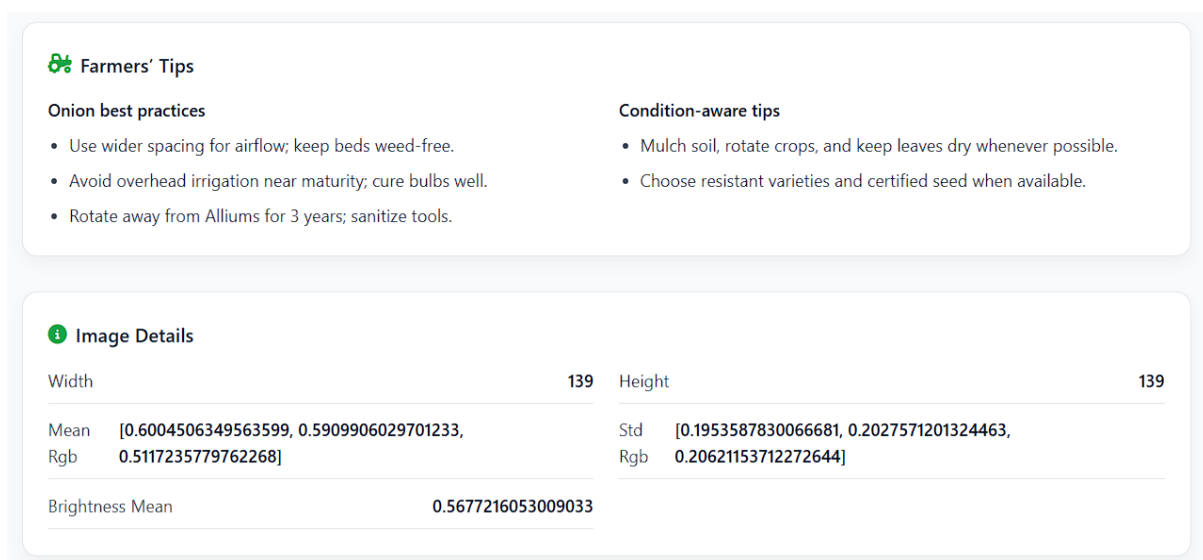 Farmers’ Tips
Onion best practices
• Use wider spacing for airflow; keep beds weed-free.
• Avoid overhead irrigation near maturity; cure bulbs well.
• Rotate away from Alliums for 3 years; sanitize tools.
Condition-aware tips
• Mulch soil, rotate crops, and keep leaves dry whenever possible.
• Choose resistant varieties and certified seed when available.
Image Details
Width 139
Height 139
Mean Rgb [0.6004506349563599, 0.5909906029701233,
0.5117235779762268]
Std Rgb [0.1953587830066681, 0.2027571201324463,
0.20621153712272644]
Brightness Mean 0.5677216053009033